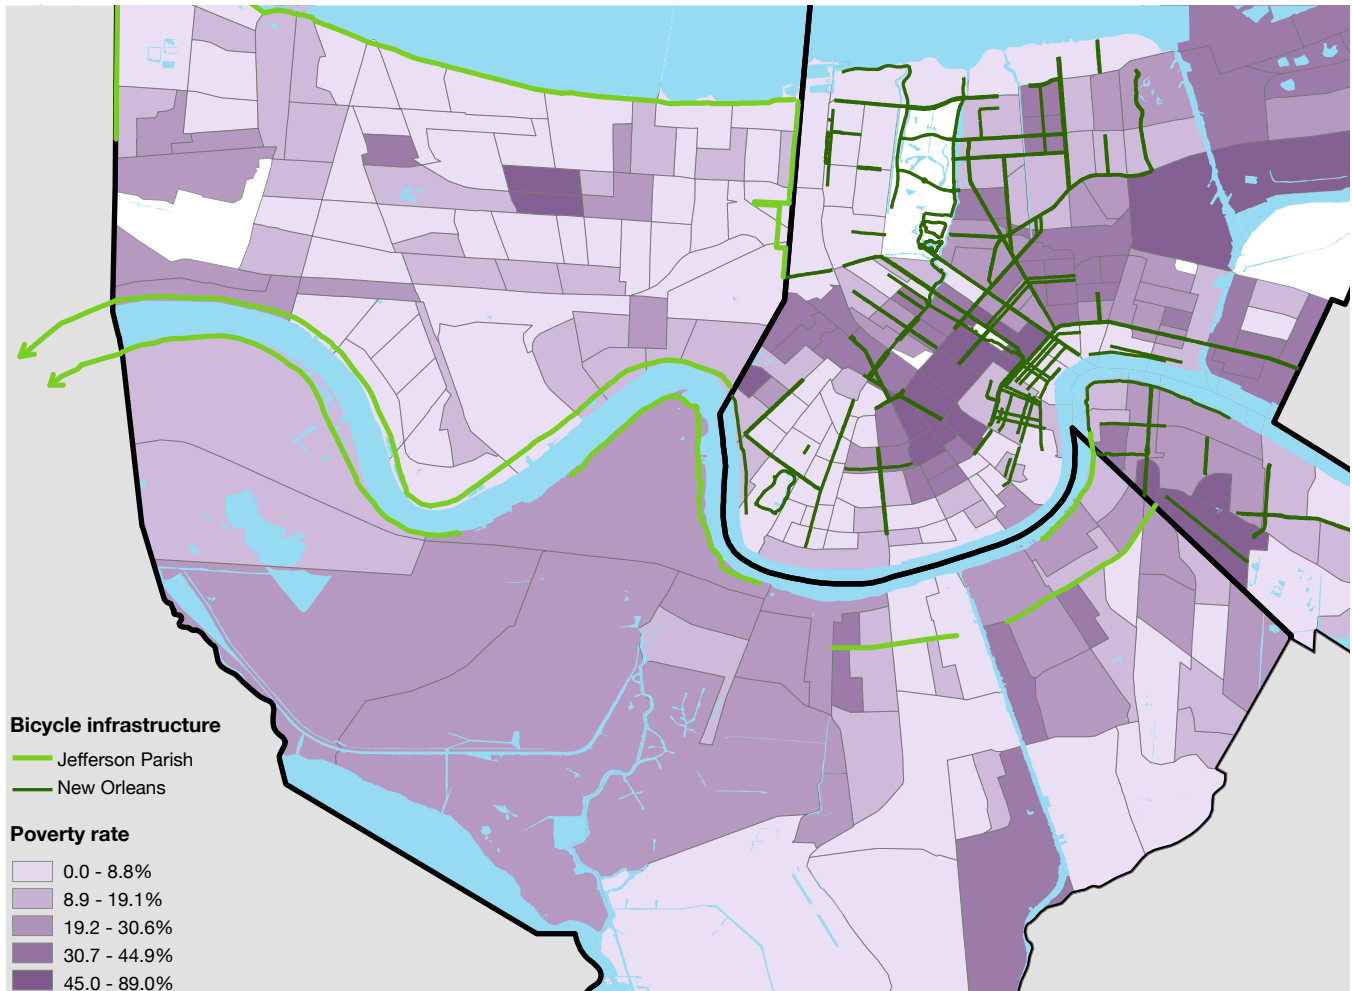 Bicycle infrastructure
Jefferson Parish
New Orleans
Poverty rate
0.0 - 8.8%
8.9 - 19.1%
19.2 - 30.6%
30.7 - 44.9%
45.0 - 89.0%